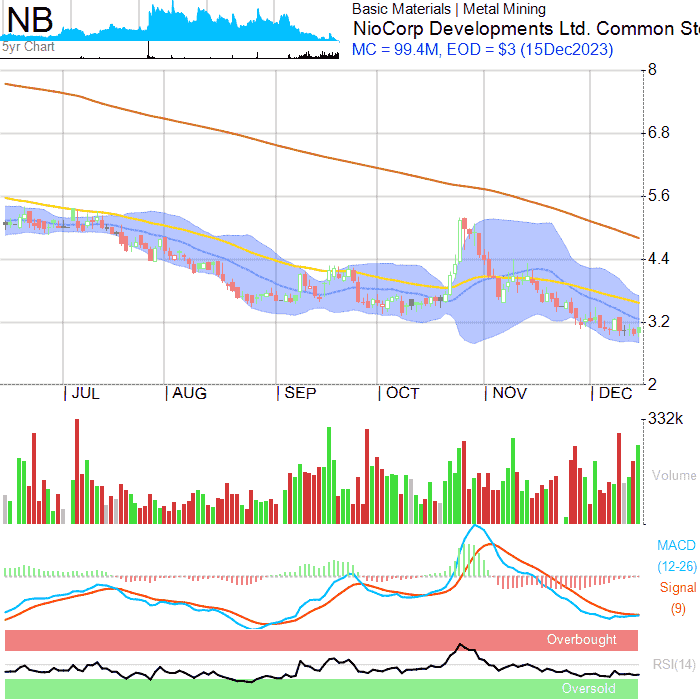 NB
5yr Chart
Basic Materials | Metal Mining
NioCorp Developments Ltd. Common Sto
MC = 99.4M, EOD = $3 (15Dec2023)
8
6.8
5.6
4.4
3.2
2
JUL
AUG
SEP
OCT
NOV
DEC
332k
Volume
MACD
(12-26)
Signal
(9)
Overbought
RSI(14)
Oversold